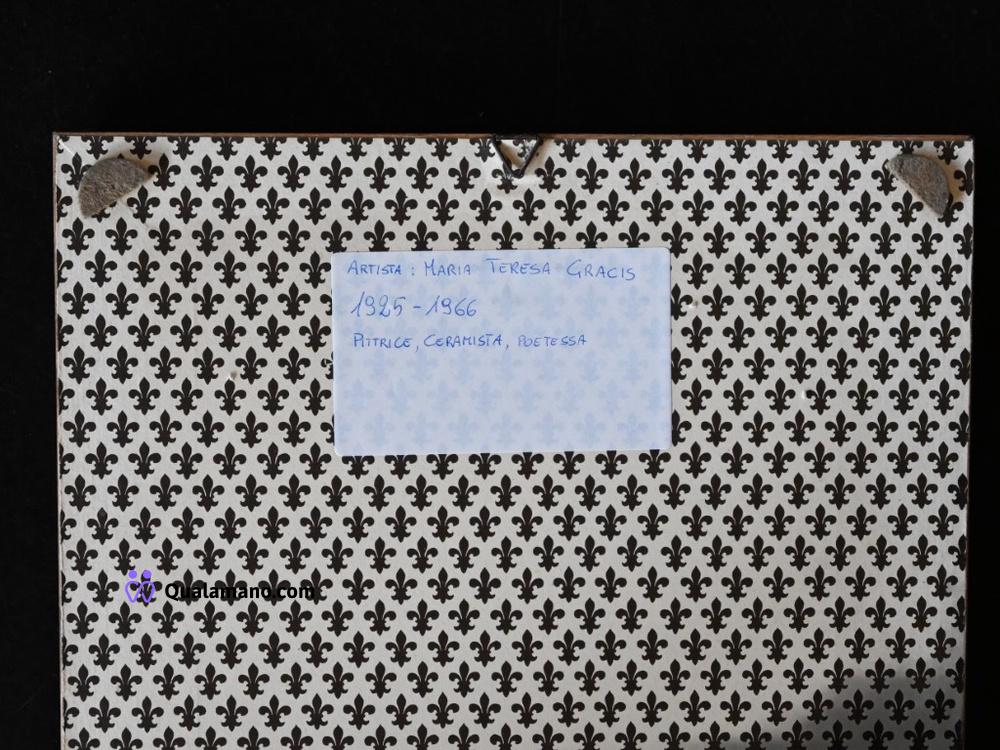 ARTISTA: MARIA TERESA GRACIS
1925-1966
PITTRICE, CERAMISTA, POETESSA
Qualamano.com